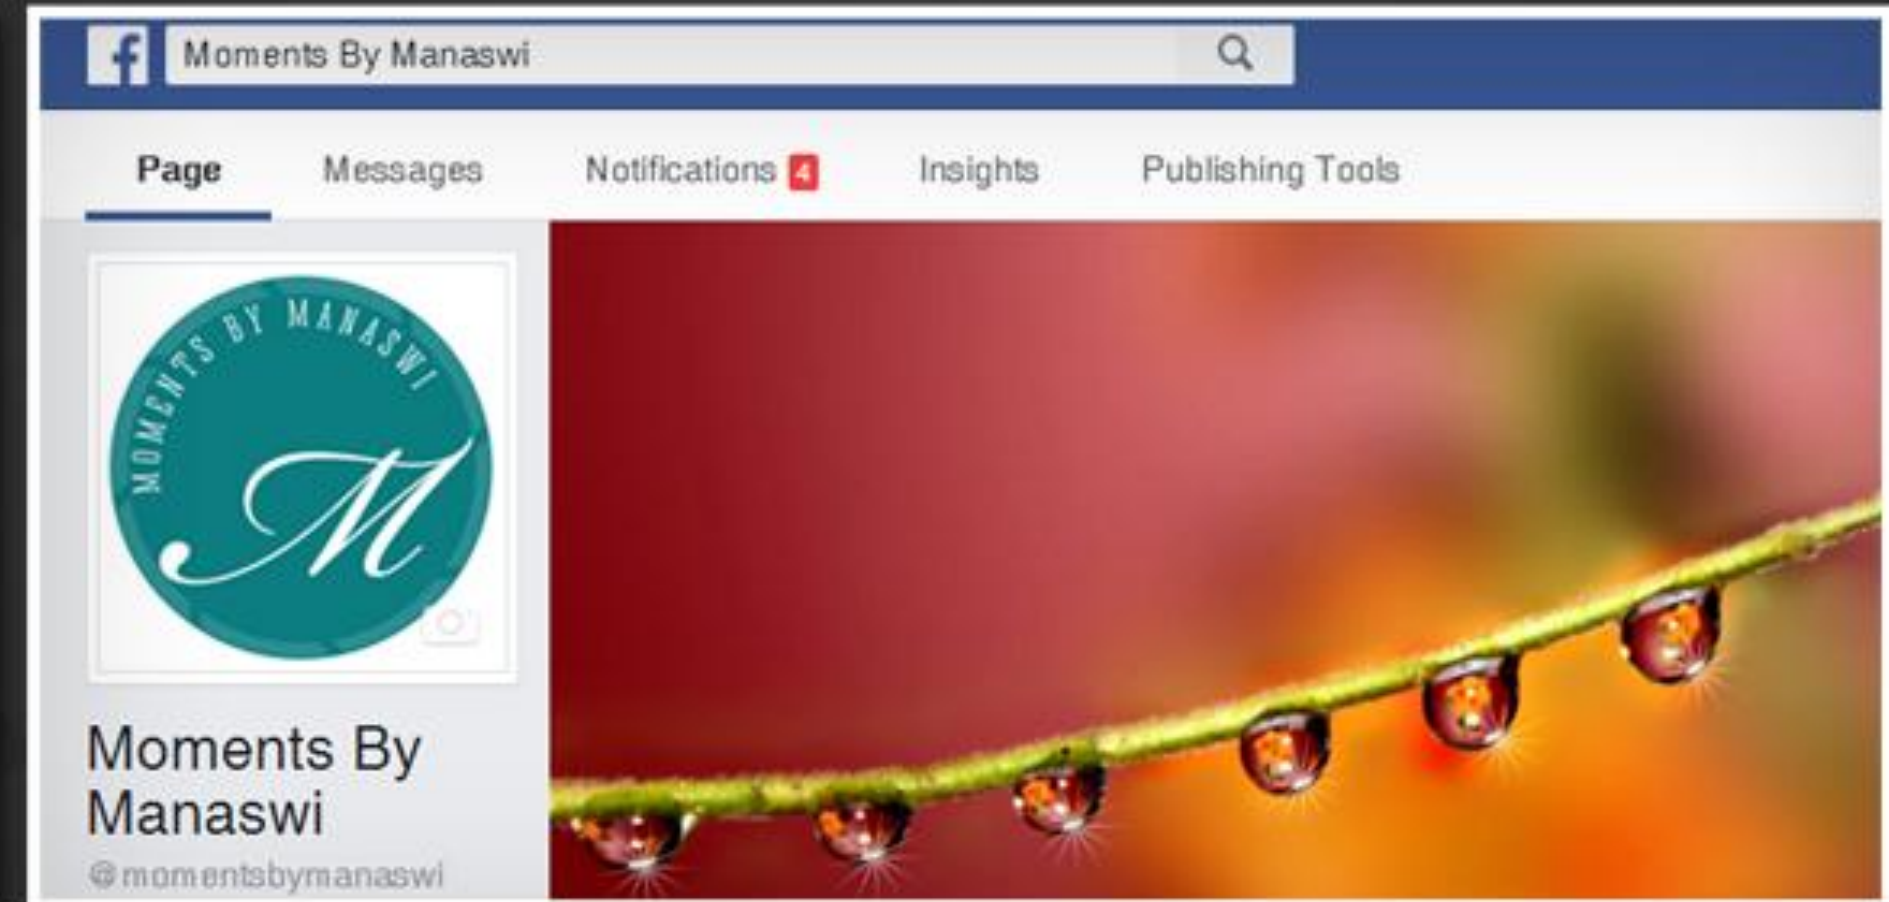 f Moments By Manaswi
Page Messages Notifications 4 Insights Publishing Tools
MOMENTS BY MANASWI
M
Moments By
Manaswi
@momentsbymanaswi